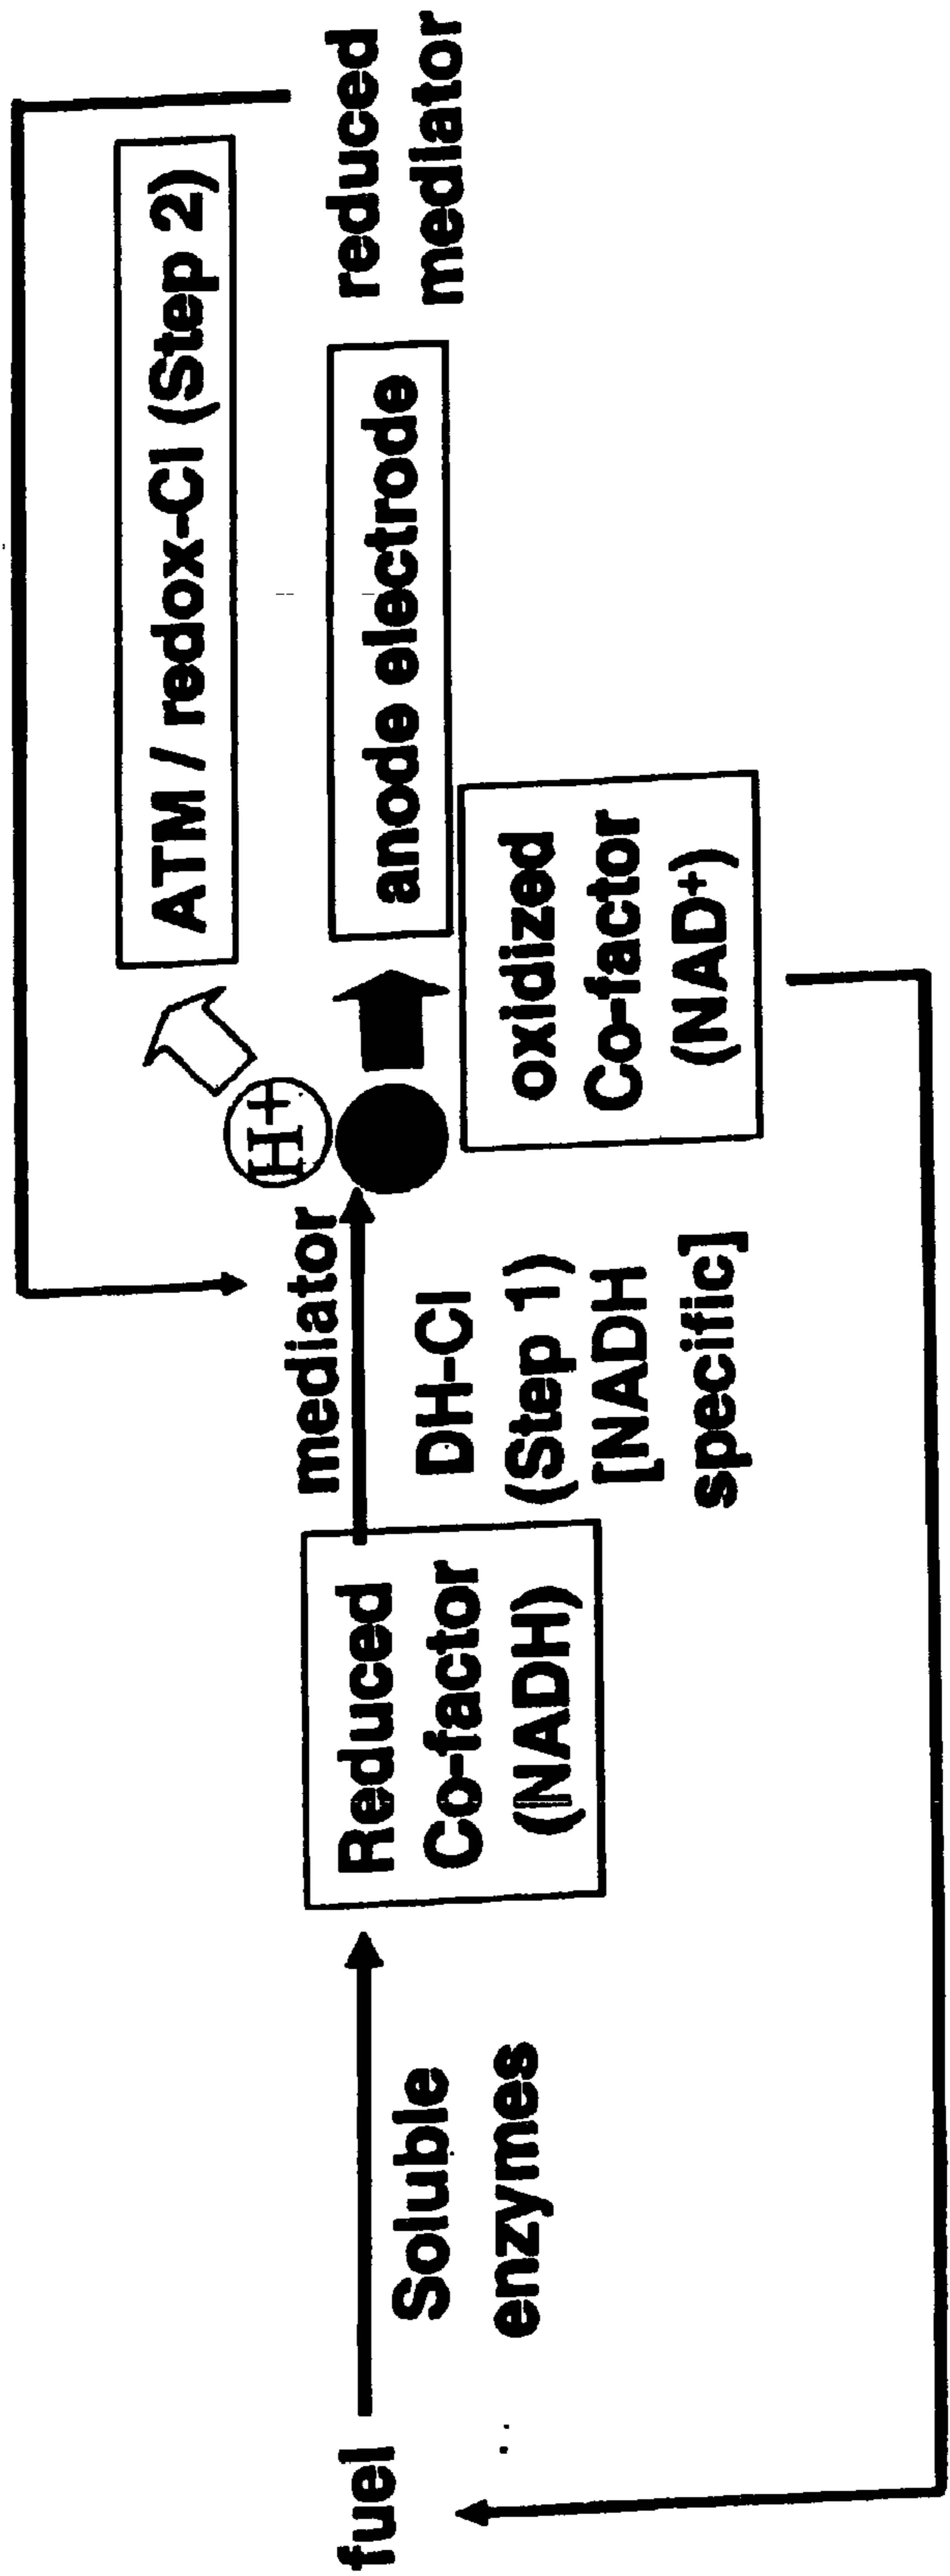 fuel
Soluble
enzymes
Reduced
Co-factor
(NADH)
mediator
DH-CI
(Step 1)
[NADH
specific]
H+
ATM / redox-CI (Step 2)
anode electrode
oxidized
Co-factor
(NAD+)
reduced
mediator